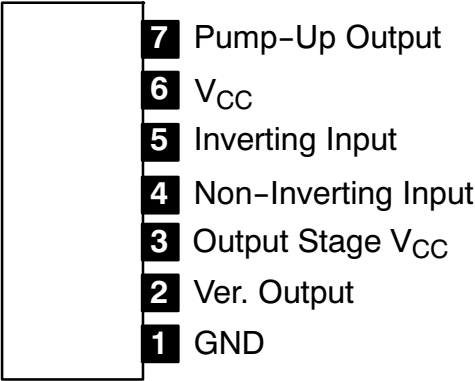 7 Pump-Up Output
6 VCC
5 Inverting Input
4 Non-Inverting Input
3 Output Stage VCC
2 Ver. Output
1 GND